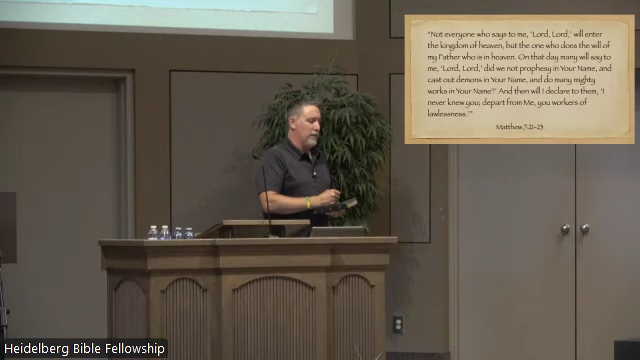 "Not everyone who says to me, 'Lord, Lord,' will enter
the kingdom of heaven, but the one who does the will of
my Father who is in heaven. On that day many will say to
me, 'Lord, Lord,' did we not prophesy in Your Name, and
cast out demons in Your Name, and do many mighty
works in Your Name?' And then will I declare to them, 'I
never knew you; depart from Me, you workers of
lawlessness.'"
Matthew 7:21-23
Heidelberg Bible Fellowship